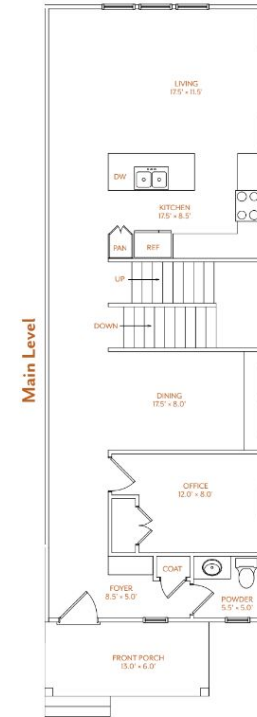 Main Level
LIVING
17.5' × 11.5'
DW
KITCHEN
17.5' × 8.5'
PAN
REF
UP
DOWN
DINING
17.5' × 8.0'
OFFICE
12.0' × 8.0'
COAT
FOYER
8.5' × 5.0'
POWDER
5.5' × 5.0'
FRONT PORCH
13.0' × 6.0'